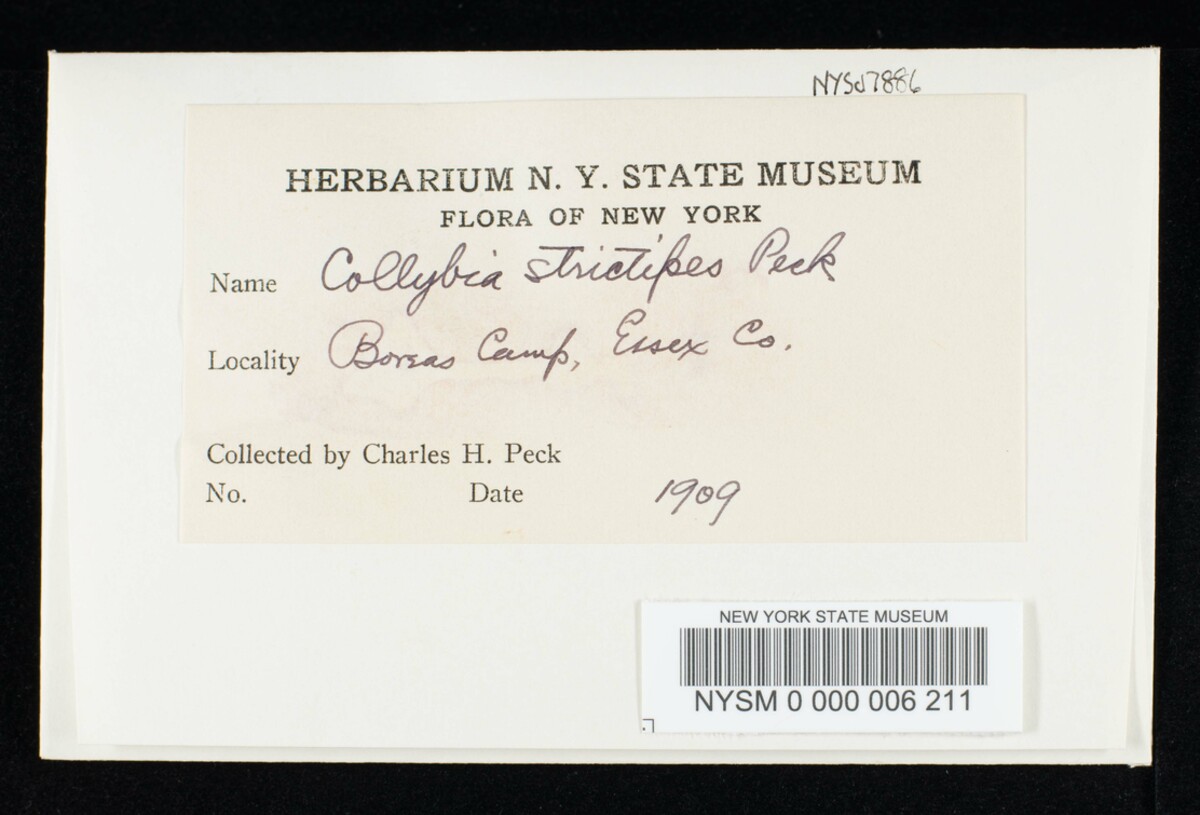 NYSd7886
HERBARIUM N. Y. STATE MUSEUM
FLORA OF NEW YORK
Name Collybia strictipes Peck
Locality Boreas Camp, Essex Co.
Collected by Charles H. Peck
No. Date 1909
NEW YORK STATE MUSEUM
NYSM 0 000 006 211